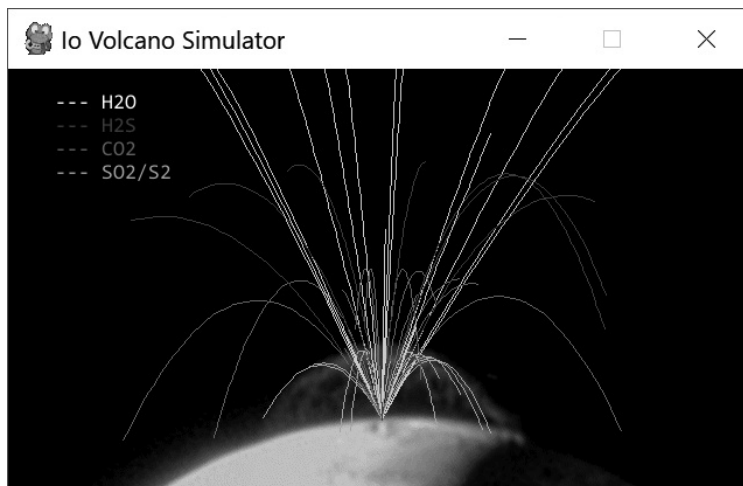 Io Volcano Simulator
--- H2O
--- H2S
--- CO2
--- SO2/S2